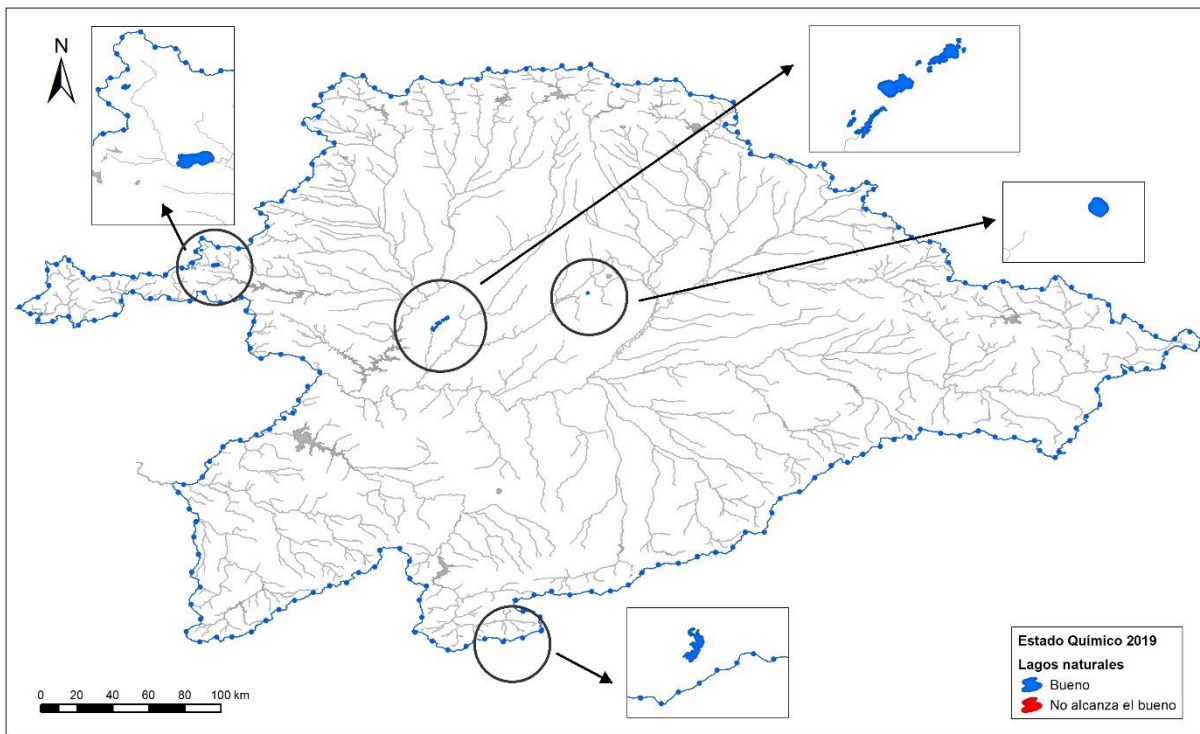 N
0 20 40 60 80 100 km
Estado Químico 2019
Lagos naturales
Bueno
No alcanza el bueno